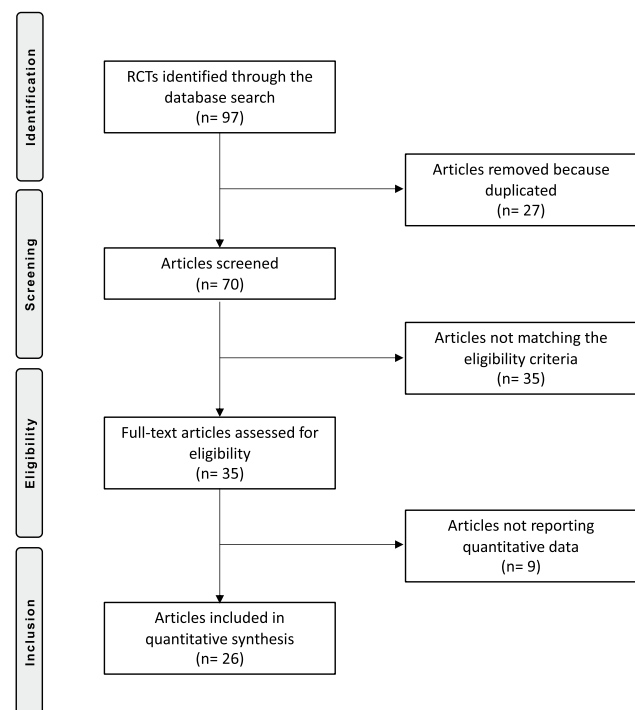 Identification
RCTs identified through the
database search
(n= 97)
Articles removed because
duplicated
(n= 27)
Screening
Articles screened
(n= 70)
Articles not matching the
eligibility criteria
(n= 35)
Eligibility
Full-text articles assessed for
eligibility
(n= 35)
Articles not reporting
quantitative data
(n= 9)
Inclusion
Articles included in
quantitative synthesis
(n= 26)